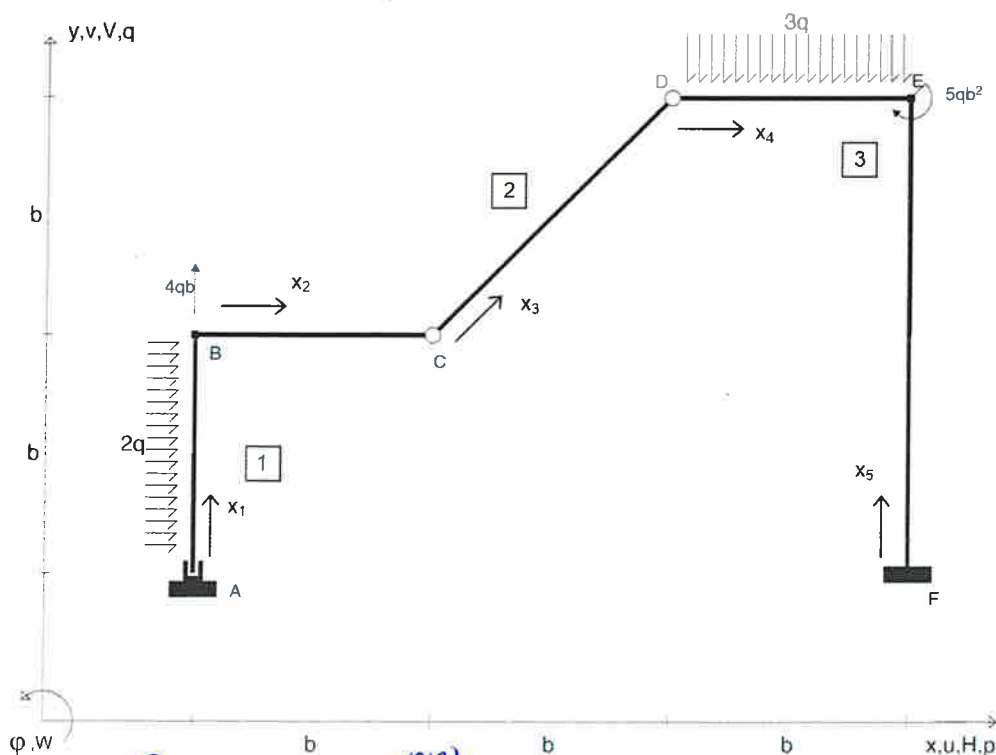 y,v,V,q
3q
D
E
5qb²
x₄
3
b
2
4qb
x₂
x₃
B
C
2q
b
1
x₅
x₁
A
F
φ,w
b
b
b
x,u,H,p